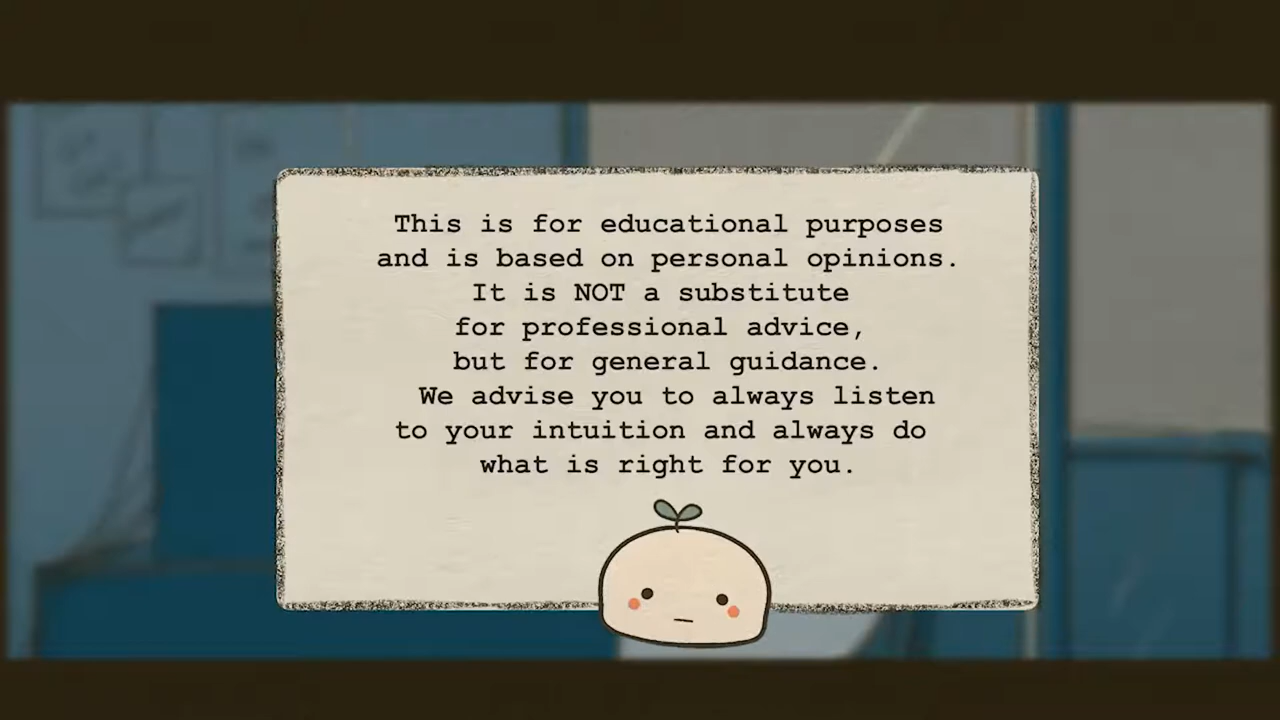 This is for educational purposes
and is based on personal opinions.
It is NOT a substitute
for professional advice,
but for general guidance.
We advise you to always listen
to your intuition and always do
what is right for you.